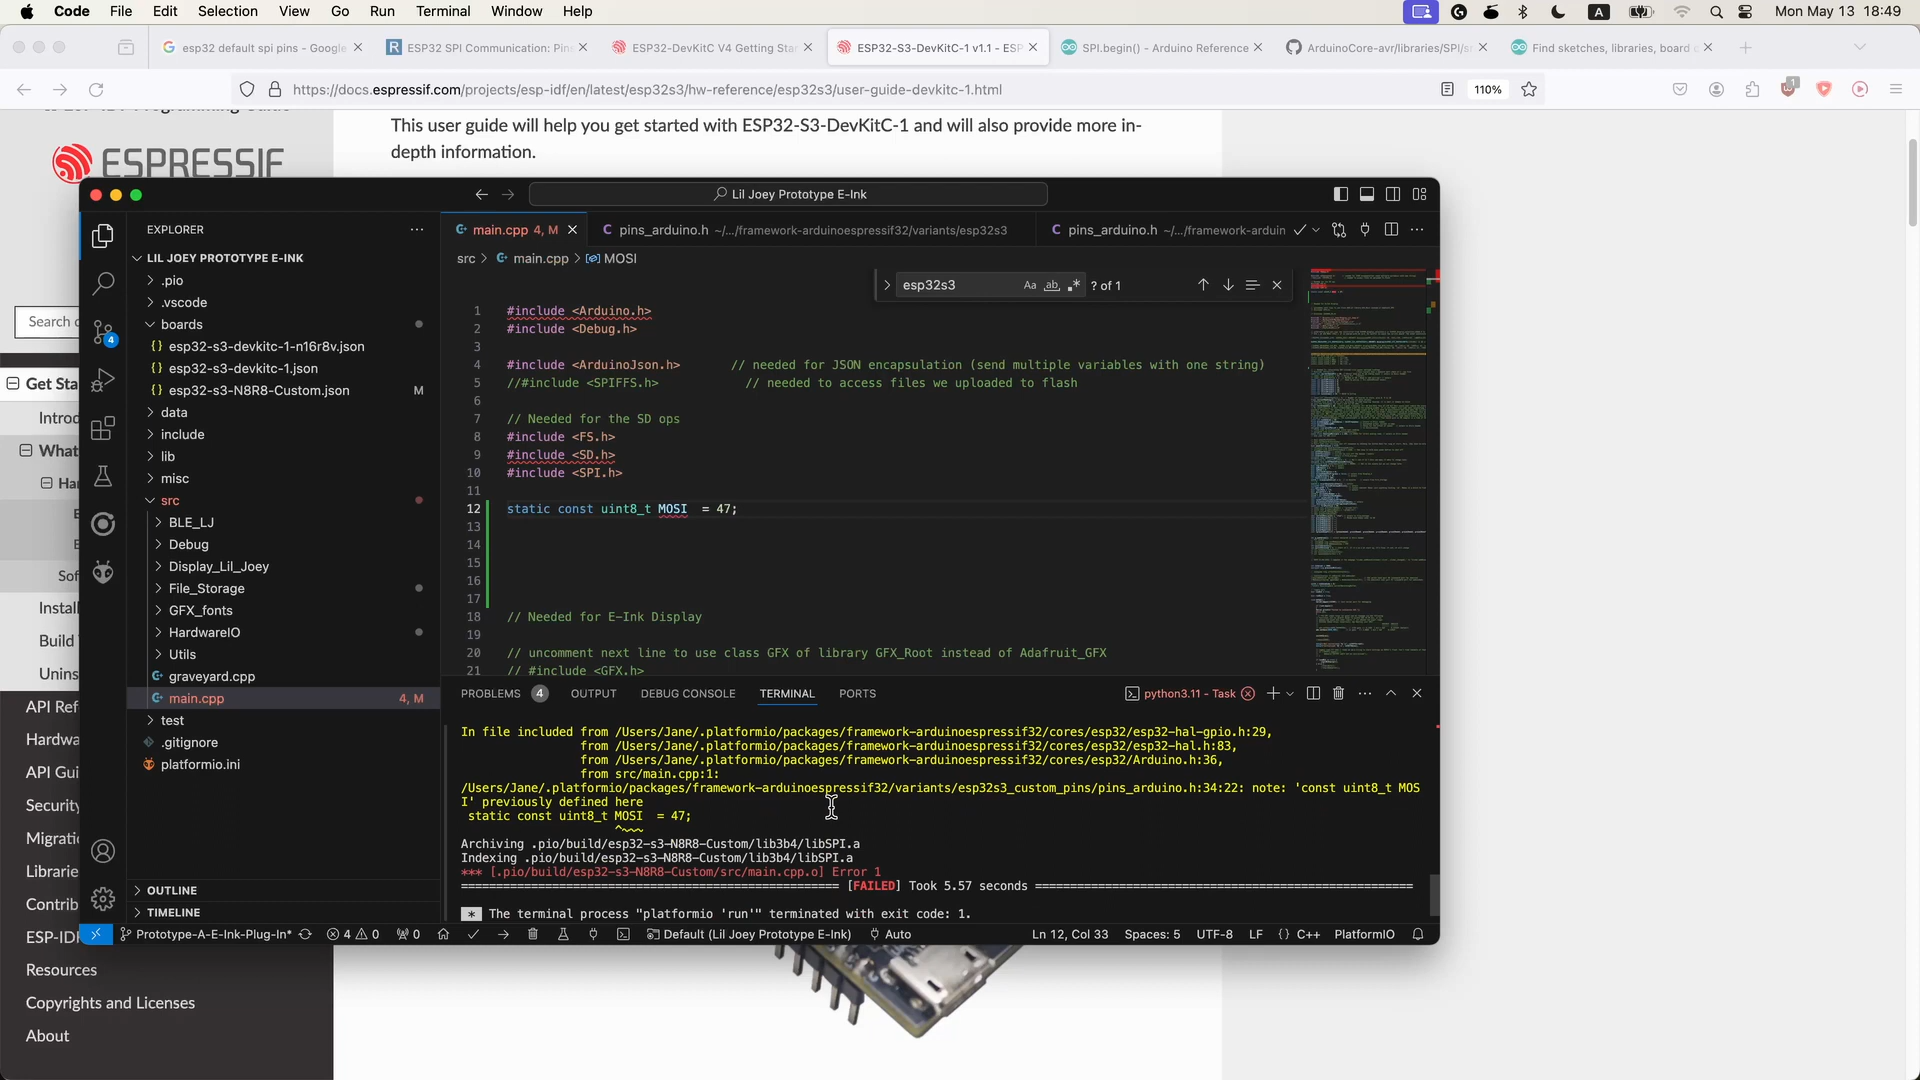 Code File Edit Selection View Go Run Terminal Window Help
A
Mon May 13 18:49
esp32 default spi pins - Google
ESP32 SPI Communication: Pins
ESP32-DevKitC V4 Getting Star
ESP32-S3-DevKitC-1 v1.1 - ESP
SPI.begin() - Arduino Reference
ArduinoCore-avr/libraries/SPI/sr
Find sketches, libraries, board
https://docs.espressif.com/projects/esp-idf/en/latest/esp32s3/hw-reference/esp32s3/user-guide-devkitc-1.html
110%
1
This user guide will help you get started with ESP32-S3-DevKitC-1 and will also provide more in-
depth information.
ESPRESSIF
Search
Get Sta
Introd
What
Ha
E
E
Sof
Install
Build
Unins
API Ref
Hardwa
API Gui
Security
Migrati
Librarie
Contrib
ESP-IDF
Resources
Copyrights and Licenses
About
Lil Joey Prototype E-Ink
EXPLORER
LIL JOEY PROTOTYPE E-INK
.pio
.vscode
boards
esp32-s3-devkitc-1-n16r8v.json
esp32-s3-devkitc-1.json
esp32-s3-N8R8-Custom.json M
data
include
lib
misc
src
BLE_LJ
Debug
Display_Lil_Joey
File_Storage
GFX_fonts
HardwareIO
Utils
graveyard.cpp
main.cpp 4, M
test
.gitignore
platformio.ini
OUTLINE
TIMELINE
4
main.cpp 4, M
pins_arduino.h ~/.../framework-arduinoespressif32/variants/esp32s3
pins_arduino.h ~/.../framework-arduin
src > main.cpp > MOSI
esp32s3 Aa ab .* ? of 1
1 #include <Arduino.h>
2 #include <Debug.h>
3
4 #include <ArduinoJson.h> // needed for JSON encapsulation (send multiple variables with one string)
5 //#include <SPIFFS.h> // needed to access files we uploaded to flash
6
7 // Needed for the SD ops
8 #include <FS.h>
9 #include <SD.h>
10 #include <SPI.h>
11
12 static const uint8_t MOSI = 47;
13
14
15
16
17
18 // Needed for E-Ink Display
19
20 // uncomment next line to use class GFX of library GFX_Root instead of Adafruit_GFX
21 // #include <GFX.h>
PROBLEMS 4 OUTPUT DEBUG CONSOLE TERMINAL PORTS
python3.11 - Task
In file included from /Users/Jane/.platformio/packages/framework-arduinoespressif32/cores/esp32/esp32-hal-gpio.h:29,
from /Users/Jane/.platformio/packages/framework-arduinoespressif32/cores/esp32/esp32-hal.h:83,
from /Users/Jane/.platformio/packages/framework-arduinoespressif32/cores/esp32/Arduino.h:36,
from src/main.cpp:1:
/Users/Jane/.platformio/packages/framework-arduinoespressif32/variants/esp32s3_custom_pins/pins_arduino.h:34:22: note: 'const uint8_t MOS
I' previously defined here
static const uint8_t MOSI = 47;
^~~~
Archiving .pio/build/esp32-s3-N8R8-Custom/lib3b4/libSPI.a
Indexing .pio/build/esp32-s3-N8R8-Custom/lib3b4/libSPI.a
*** [.pio/build/esp32-s3-N8R8-Custom/src/main.cpp.o] Error 1
[FAILED] Took 5.57 seconds
* The terminal process "platformio 'run'" terminated with exit code: 1.
Prototype-A-E-Ink-Plug-In* 4 0 0 Default (Lil Joey Prototype E-Ink) Auto
Ln 12, Col 33 Spaces: 5 UTF-8 LF {} C++ PlatformIO